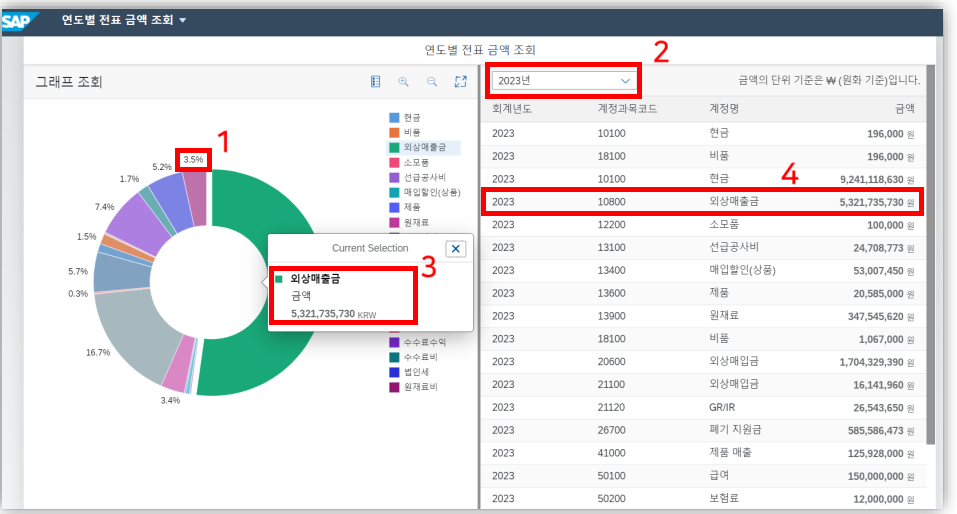 SAP 연도별 전표 금액 조회
연도별 전표 금액 조회
2
그래프 조회
2023년
금액의 단위 기준은 ₩ (원화 기준)입니다.
1
3.5%
5.2%
1.7%
7.4%
1.5%
5.7%
0.3%
16.7%
3.4%
현금
비품
외상매출금
소모품
선급공사비
매입할인(상품)
제품
원재료
Current Selection
3
외상매출금
금액
5,321,735,730 KRW
수수료수익
수수료비
법인세
원재료비
회계년도 계정과목코드 계정명 금액
2023 10100 현금 196,000 원
2023 18100 비품 196,000 원
4
2023 10100 현금 9,241,118,630 원
2023 10800 외상매출금 5,321,735,730 원
2023 12200 소모품 100,000 원
2023 13100 선급공사비 24,708,773 원
2023 13400 매입할인(상품) 53,007,450 원
2023 13600 제품 20,585,000 원
2023 13900 원재료 347,545,620 원
2023 18100 비품 1,067,000 원
2023 20600 외상매입금 1,704,329,390 원
2023 21100 외상매입금 16,141,960 원
2023 21120 GR/IR 26,543,650 원
2023 26700 폐기 지원금 585,586,473 원
2023 41000 제품 매출 125,928,000 원
2023 50100 급여 150,000,000 원
2023 50200 보험료 12,000,000 원